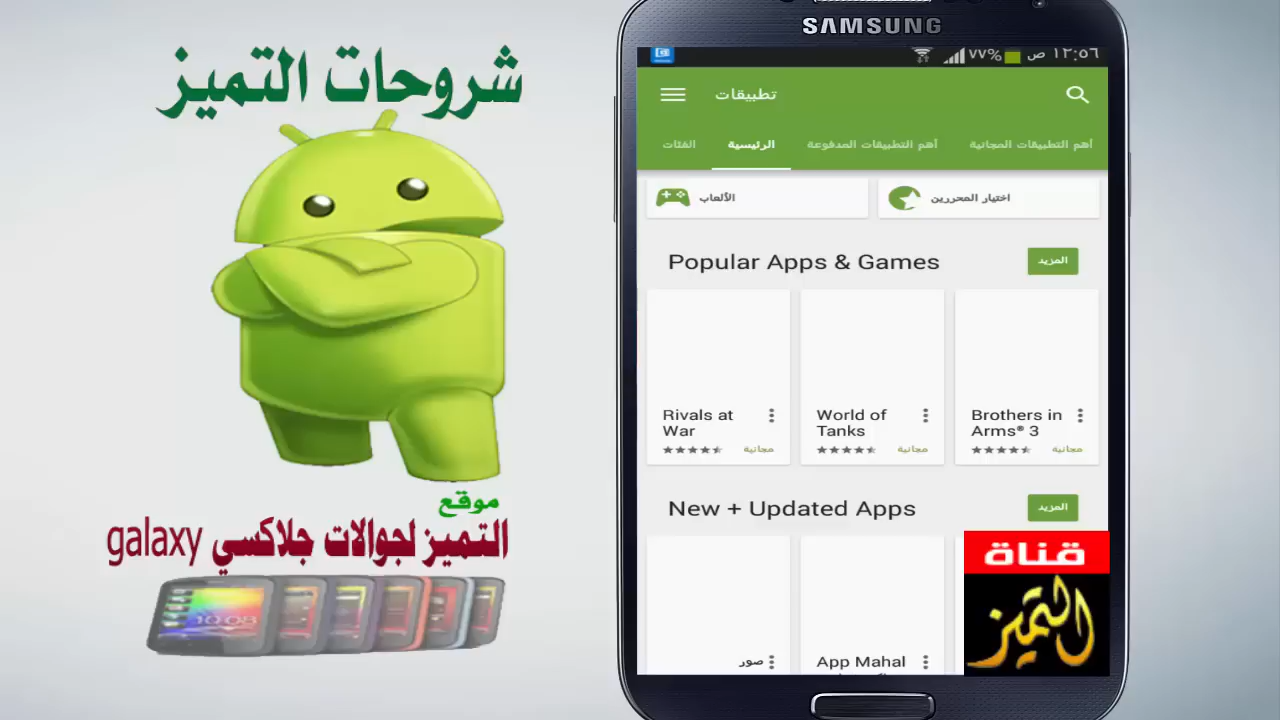 شروحات التميز
موقع
التميز لجوالات جلاكسي galaxy
10:08
SAMSUNG
٧٧% ١٢:٥٦ ص
تطبيقات
الفئات الرئيسية أهم التطبيقات المدفوعة أهم التطبيقات المجانية
الألعاب
اختيار المحررين
Popular Apps & Games
المزيد
Rivals at
War
مجانية
World of
Tanks
مجانية
Brothers in
Arms® 3
مجانية
New + Updated Apps
المزيد
صور
App Mahal
قناة
التميز